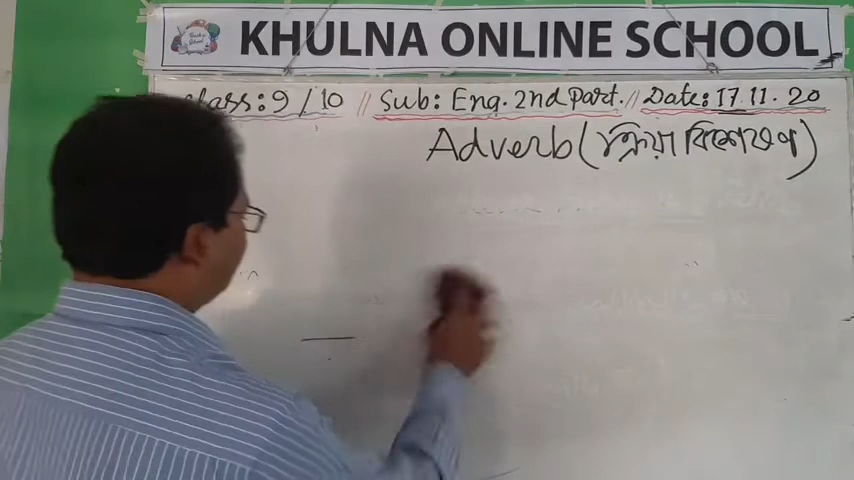 KHULNA ONLINE SCHOOL
Class: 9/10 // Sub: Eng. 2nd Part. // Date: 17.11.20
Adverb (ক্রিয়া বিশেষণ)